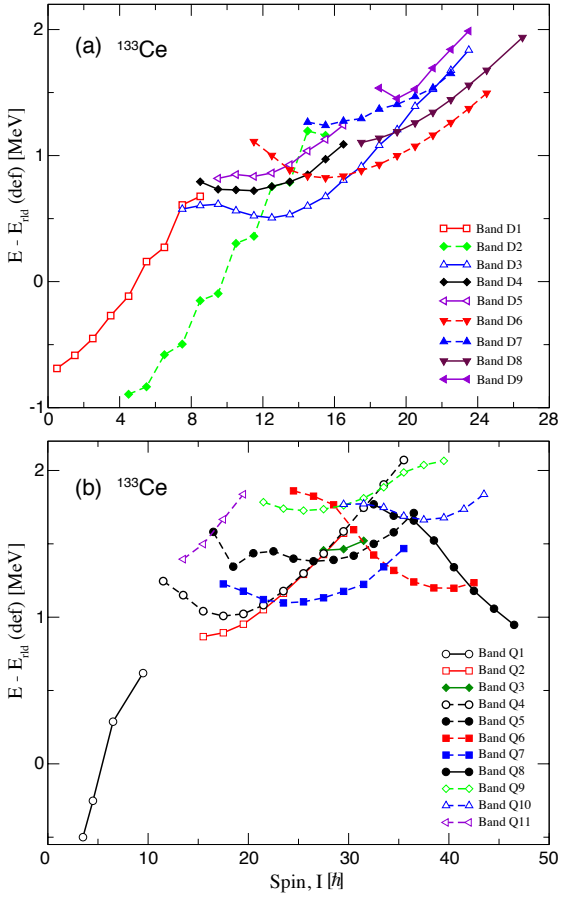 (a) ¹³³Ce
E - E_rld (def) [MeV]
2
1
0
-1
Band D1
Band D2
Band D3
Band D4
Band D5
Band D6
Band D7
Band D8
Band D9
0 4 8 12 16 20 24 28
(b) ¹³³Ce
E - E_rld (def) [MeV]
2
1
0
Band Q1
Band Q2
Band Q3
Band Q4
Band Q5
Band Q6
Band Q7
Band Q8
Band Q9
Band Q10
Band Q11
0 10 20 30 40 50
Spin, I [ℏ]